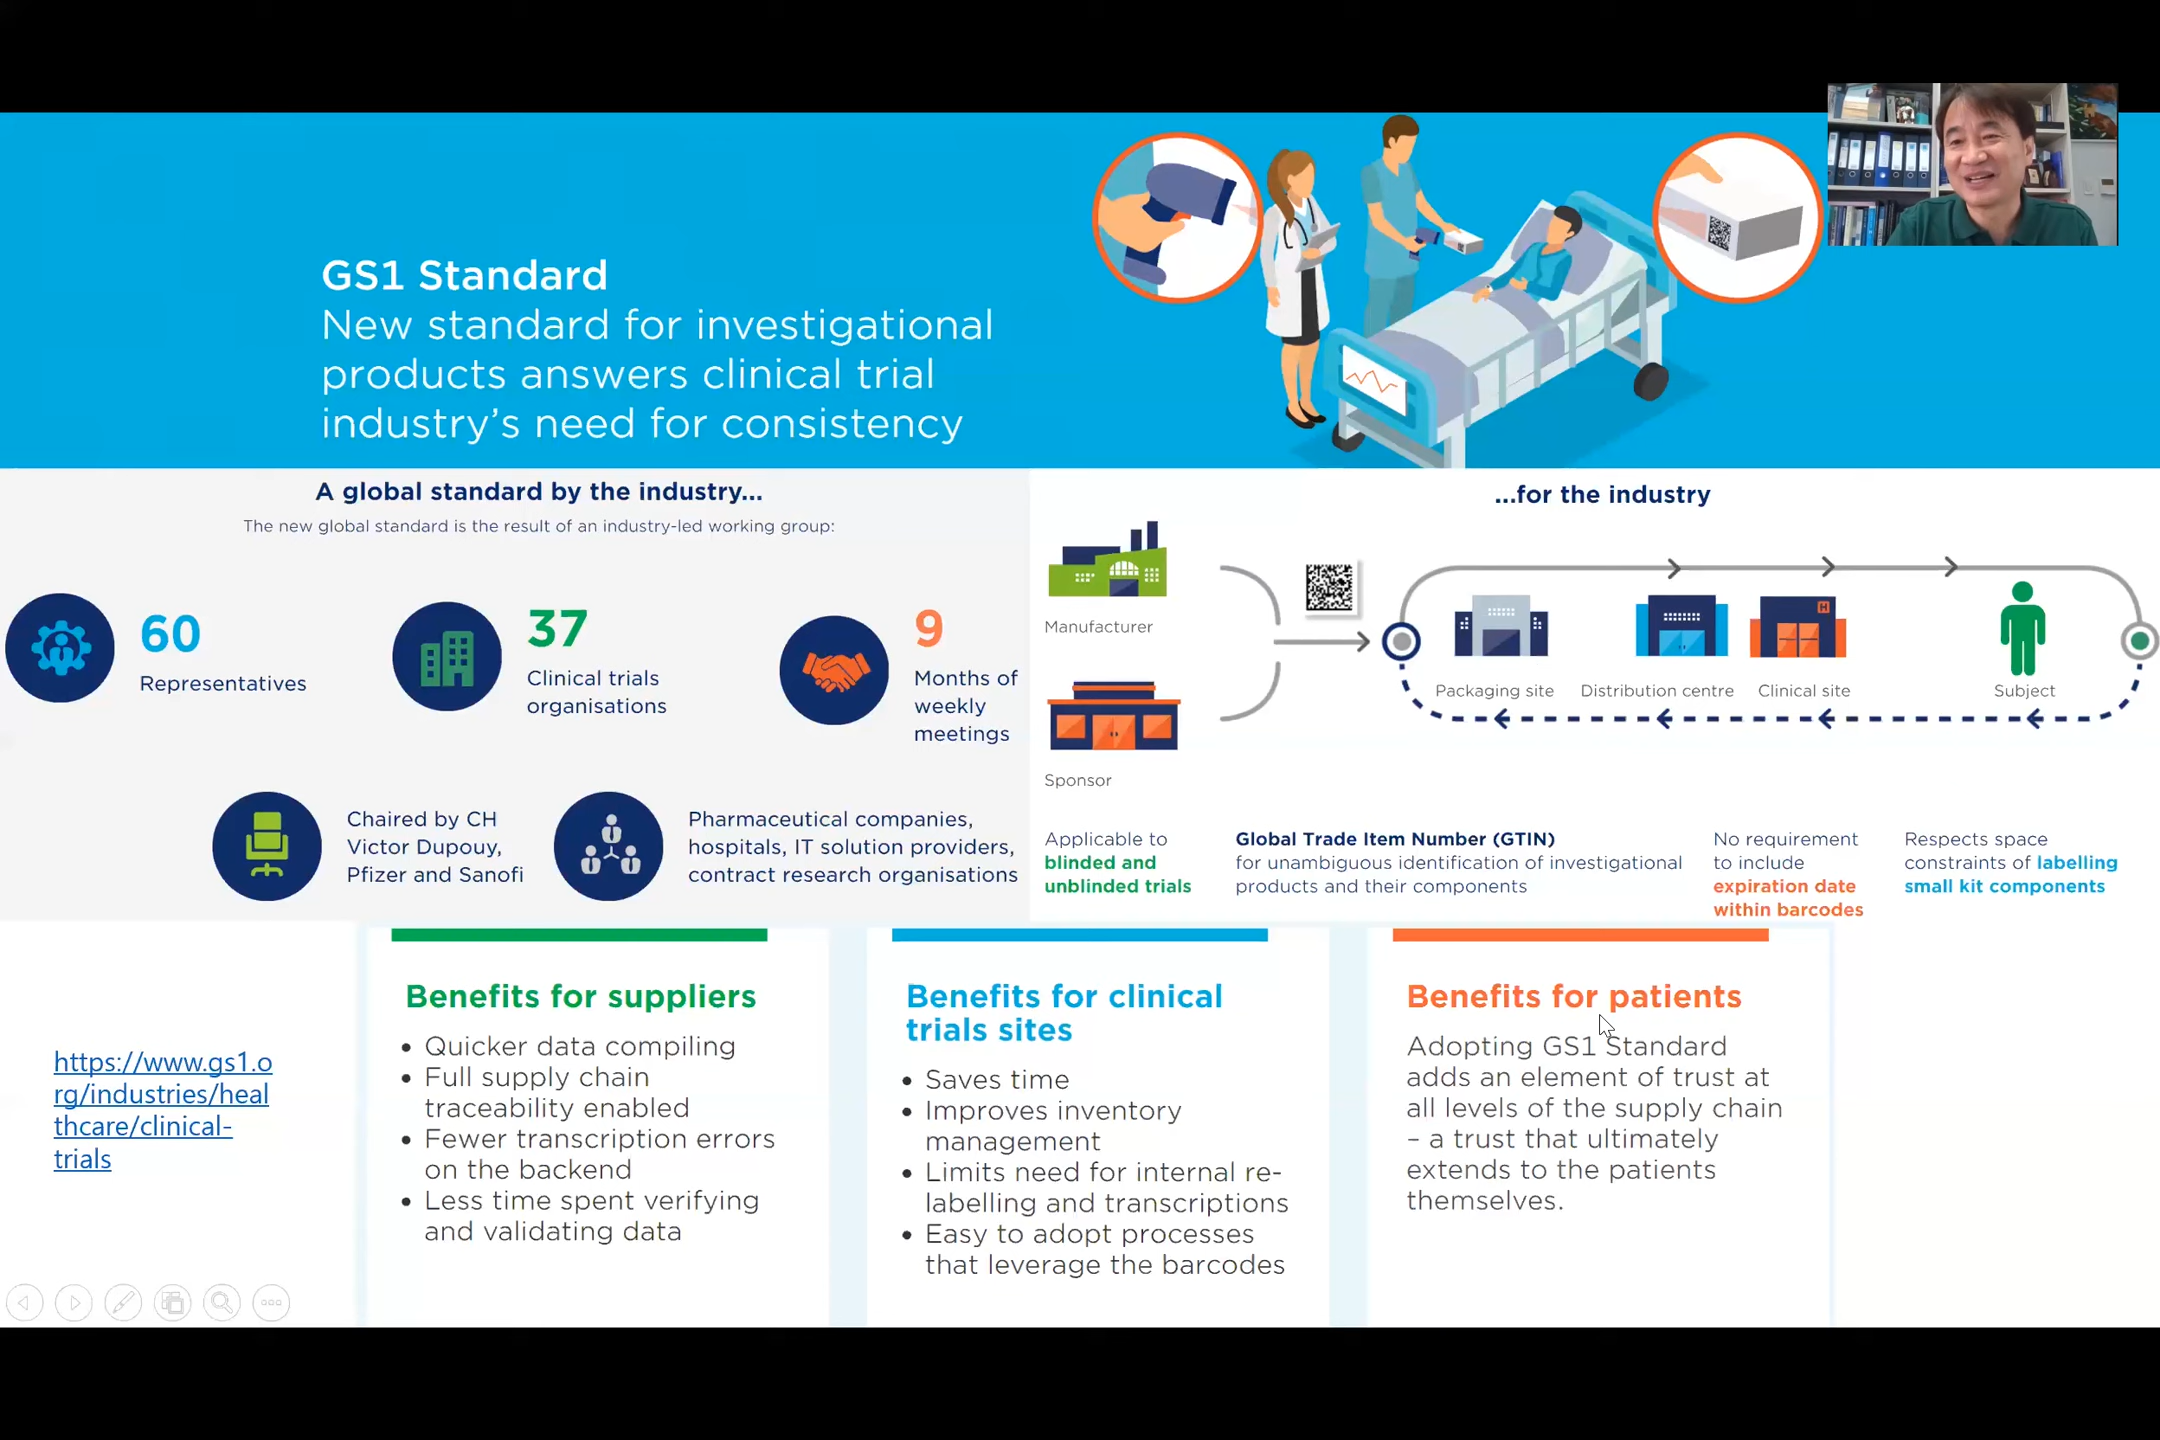 GS1 Standard
New standard for investigational
products answers clinical trial
industry's need for consistency
A global standard by the industry...
The new global standard is the result of an industry-led working group:
60
Representatives
37
Clinical trials
organisations
9
Months of
weekly
meetings
Chaired by CH
Victor Dupouy,
Pfizer and Sanofi
Pharmaceutical companies,
hospitals, IT solution providers,
contract research organisations
...for the industry
Manufacturer
Sponsor
H
Packaging site
Distribution centre
Clinical site
Subject
Applicable to
blinded and
unblinded trials
Global Trade Item Number (GTIN)
for unambiguous identification of investigational
products and their components
No requirement
to include
expiration date
within barcodes
Respects space
constraints of labelling
small kit components
https://www.gs1.o
rg/industries/heal
thcare/clinical-
trials
Benefits for suppliers
• Quicker data compiling
• Full supply chain
traceability enabled
• Fewer transcription errors
on the backend
• Less time spent verifying
and validating data
Benefits for clinical
trials sites
• Saves time
• Improves inventory
management
• Limits need for internal re-
labelling and transcriptions
• Easy to adopt processes
that leverage the barcodes
Benefits for patients
Adopting GS1 Standard
adds an element of trust at
all levels of the supply chain
– a trust that ultimately
extends to the patients
themselves.